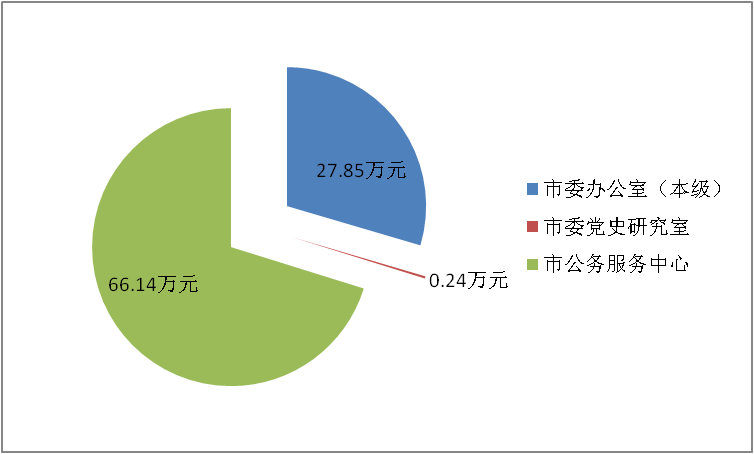 27.85万元
66.14万元
0.24万元
市委办公室（本级）
市委党史研究室
市公务服务中心